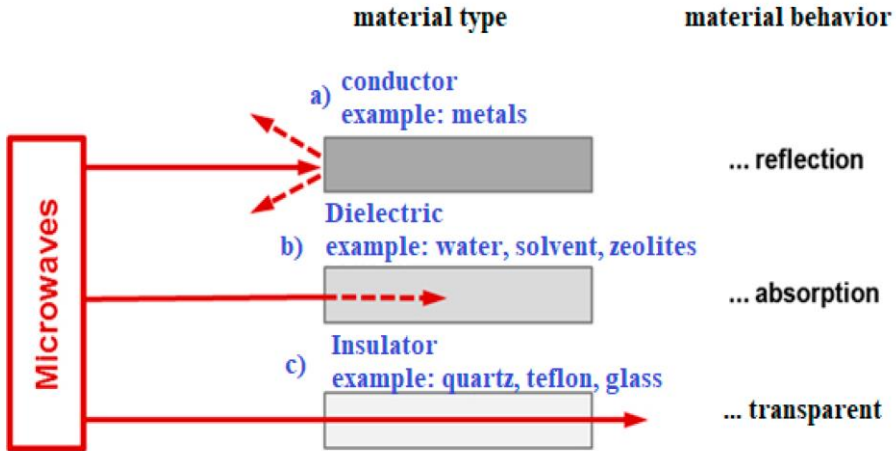 material type
material behavior
a) conductor
example: metals
... reflection
Microwaves
Dielectric
b) example: water, solvent, zeolites
... absorption
Insulator
c) example: quartz, teflon, glass
... transparent